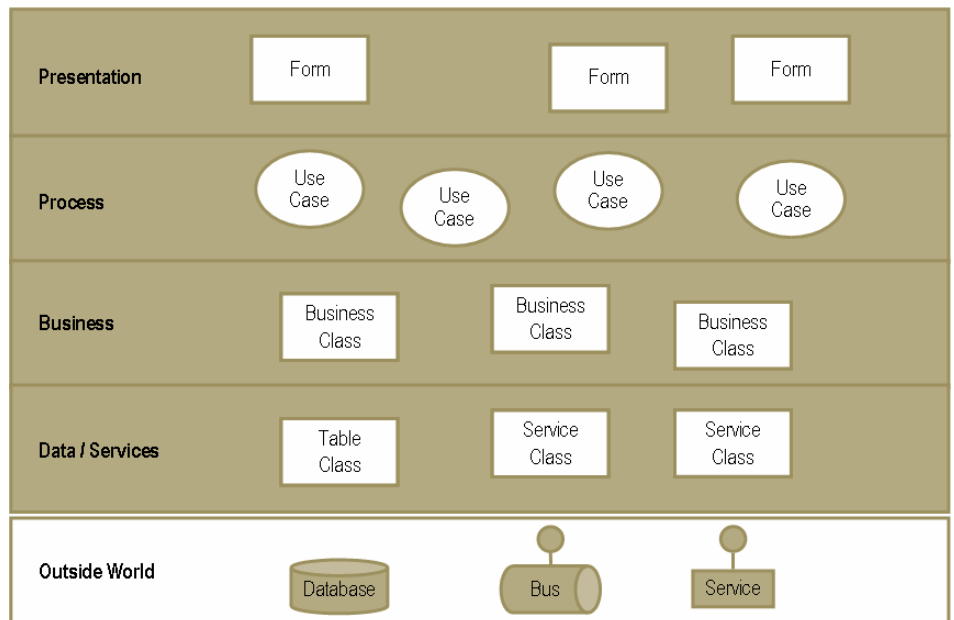 Presentation
Form
Form
Form
Process
Use
Case
Use
Case
Use
Case
Use
Case
Business
Business
Class
Business
Class
Business
Class
Data / Services
Table
Class
Service
Class
Service
Class
Outside World
Database
Bus
Service